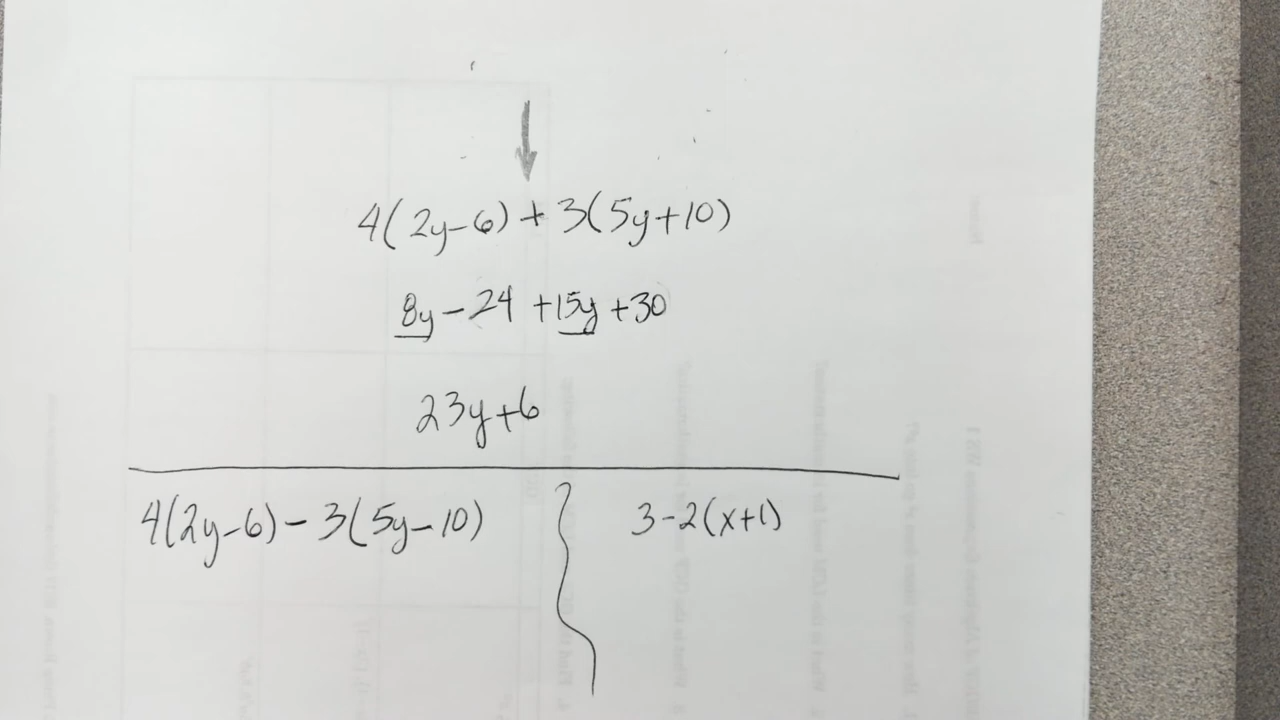 4(2y-6)+3(5y+10)
8y-24+15y+30
23y+6
4(2y-6)-3(5y-10)
3-2(x+1)